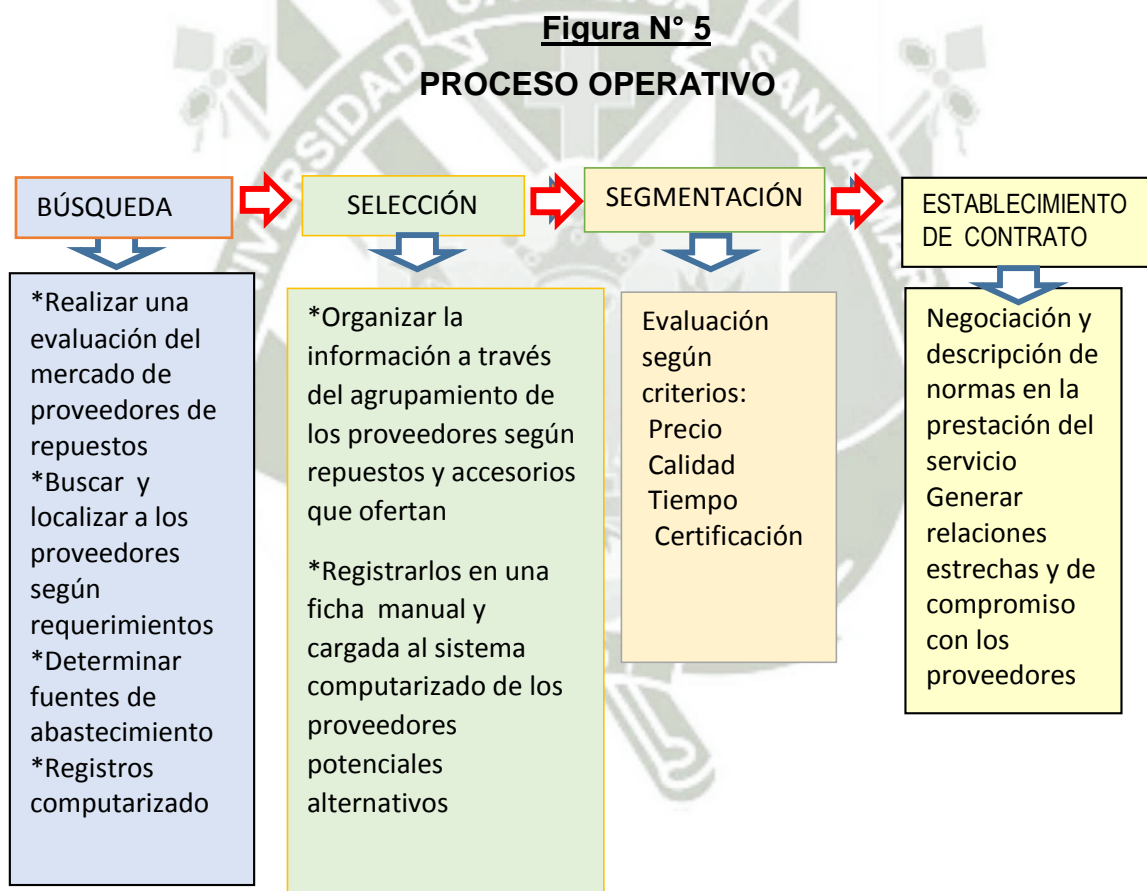 Figura N° 5
PROCESO OPERATIVO
BÚSQUEDA
SELECCIÓN
SEGMENTACIÓN
ESTABLECIMIENTO
DE CONTRATO
*Realizar una
evaluación del
mercado de
proveedores de
repuestos
*Buscar y
localizar a los
proveedores
según
requerimientos
*Determinar
fuentes de
abastecimiento
*Registros
computarizado
*Organizar la
información a través
del agrupamiento de
los proveedores según
repuestos y accesorios
que ofertan
*Registrarlos en una
ficha manual y
cargada al sistema
computarizado de los
proveedores
potenciales
alternativos
Evaluación
según
criterios:
Precio
Calidad
Tiempo
Certificación
Negociación y
descripción de
normas en la
prestación del
servicio
Generar
relaciones
estrechas y de
compromiso
con los
proveedores